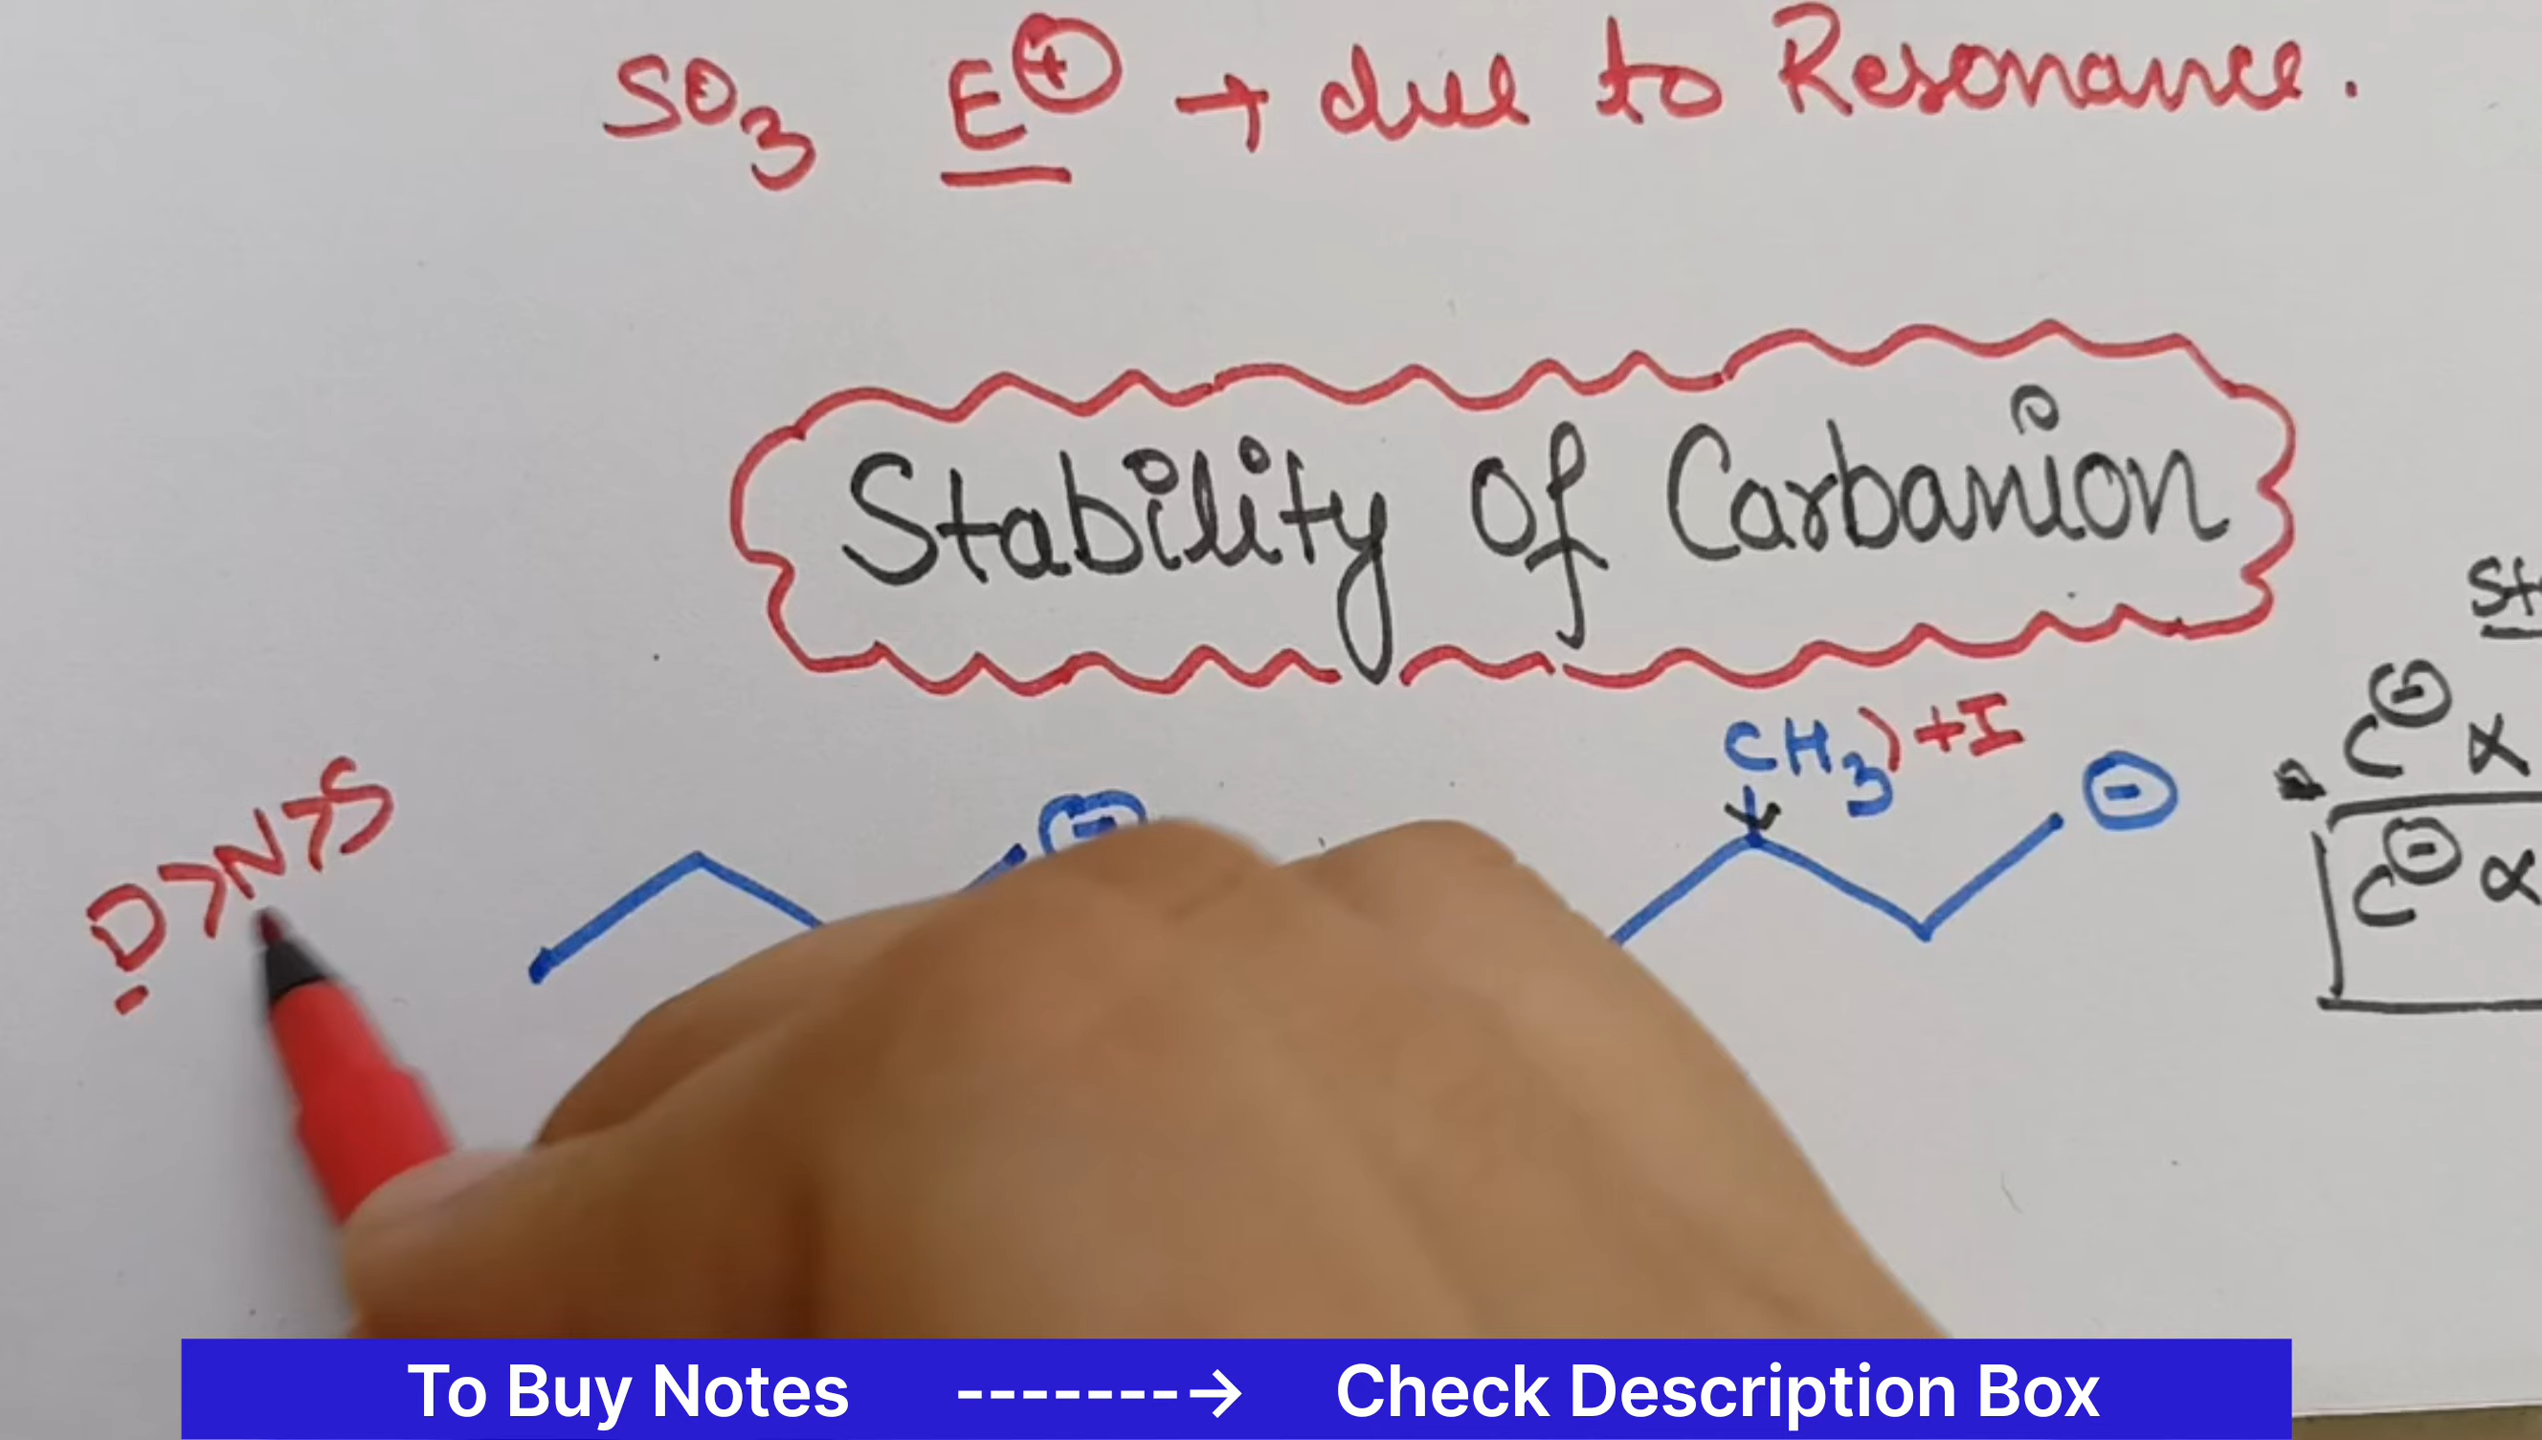 SO3 E⊕ → due to Resonance.
Stability of Carbanion
CH3) +I
⊖
D>N>S
⊖
C⊖ α
C⊖ α
To Buy Notes -------→ Check Description Box